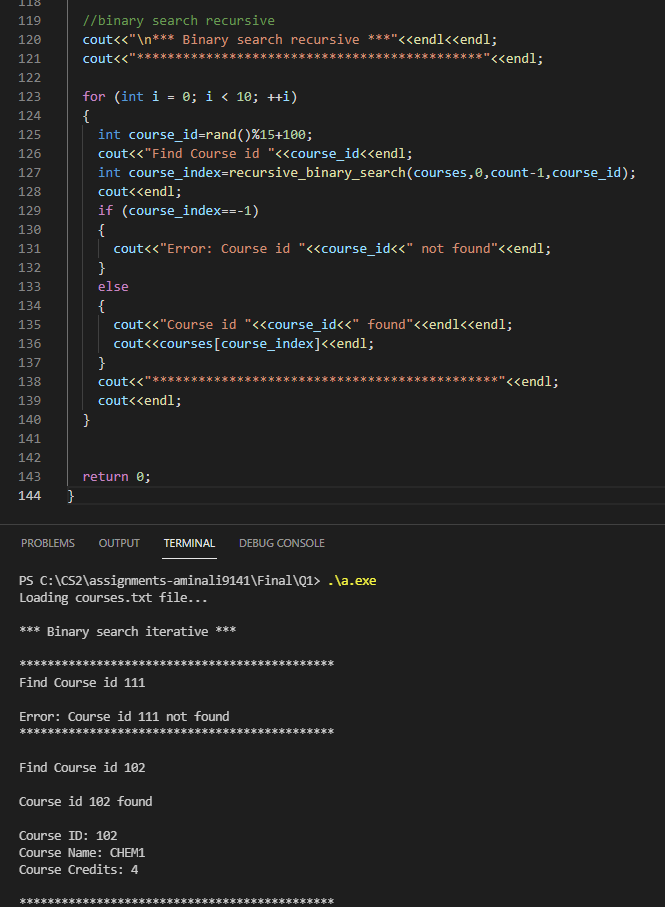 118
119 //binary search recursive
120 cout<<"\n*** Binary search recursive ***"<<endl<<endl;
121 cout<<"*********************************************"<<endl;
122
123 for (int i = 0; i < 10; ++i)
124 {
125 int course_id=rand()%15+100;
126 cout<<"Find Course id "<<course_id<<endl;
127 int course_index=recursive_binary_search(courses,0,count-1,course_id);
128 cout<<endl;
129 if (course_index==-1)
130 {
131 cout<<"Error: Course id "<<course_id<<" not found"<<endl;
132 }
133 else
134 {
135 cout<<"Course id "<<course_id<<" found"<<endl<<endl;
136 cout<<courses[course_index]<<endl;
137 }
138 cout<<"*********************************************"<<endl;
139 cout<<endl;
140 }
141
142
143 return 0;
144 }
PROBLEMS OUTPUT TERMINAL DEBUG CONSOLE
PS C:\CS2\assignments-aminali9141\Final\Q1> .\a.exe
Loading courses.txt file...
*** Binary search iterative ***
*********************************************
Find Course id 111
Error: Course id 111 not found
*********************************************
Find Course id 102
Course id 102 found
Course ID: 102
Course Name: CHEM1
Course Credits: 4
*********************************************